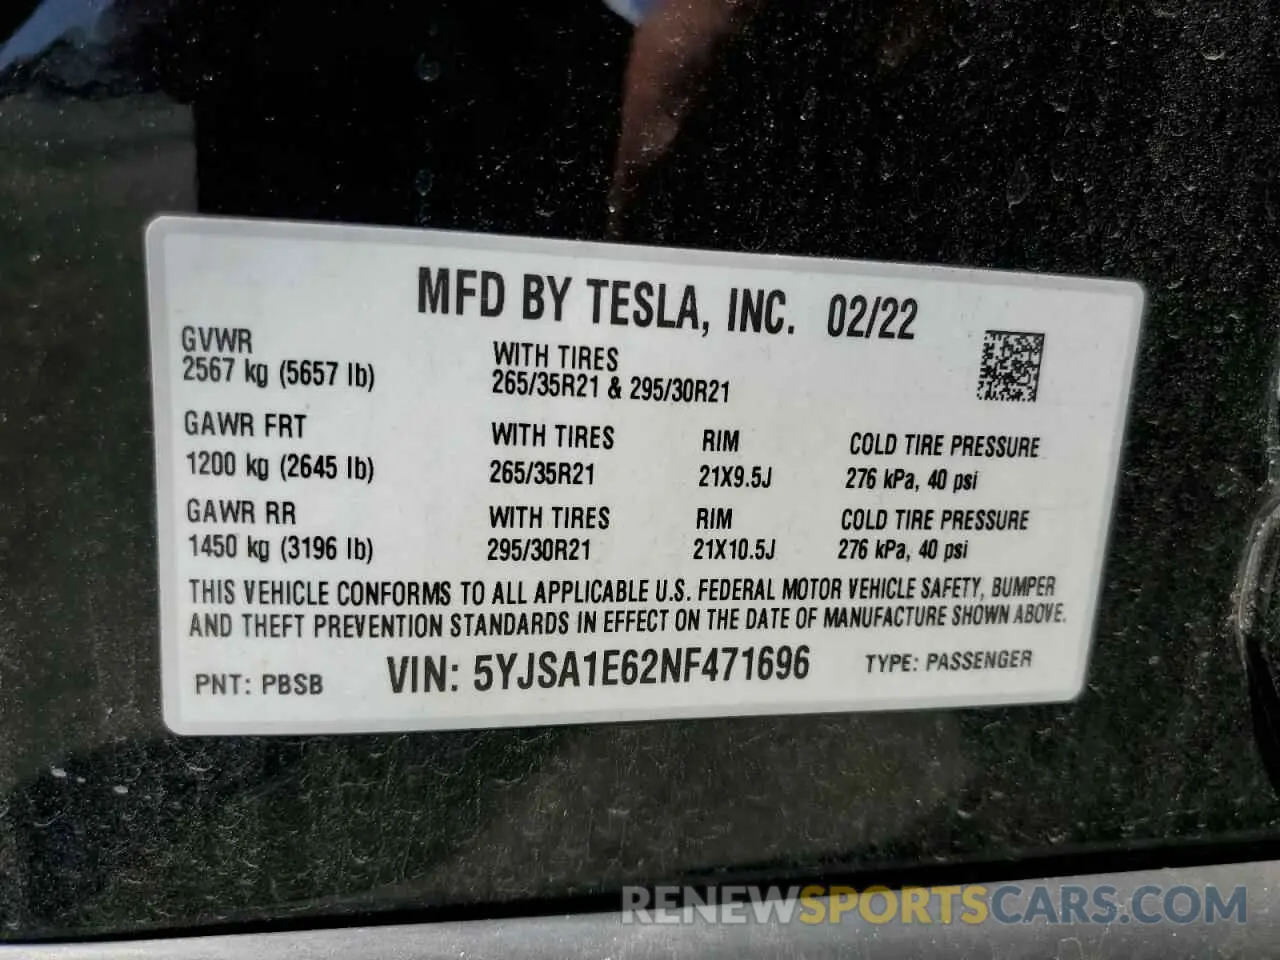 MFD BY TESLA, INC. 02/22
GVWR
2567 kg (5657 lb)
WITH TIRES
265/35R21 & 295/30R21
GAWR FRT
1200 kg (2645 lb)
WITH TIRES
265/35R21
RIM
21X9.5J
COLD TIRE PRESSURE
276 kPa, 40 psi
GAWR RR
1450 kg (3196 lb)
WITH TIRES
295/30R21
RIM
21X10.5J
COLD TIRE PRESSURE
276 kPa, 40 psi
THIS VEHICLE CONFORMS TO ALL APPLICABLE U.S. FEDERAL MOTOR VEHICLE SAFETY, BUMPER
AND THEFT PREVENTION STANDARDS IN EFFECT ON THE DATE OF MANUFACTURE SHOWN ABOVE.
PNT: PBSB VIN: 5YJSA1E62NF471696 TYPE: PASSENGER
RENEWSPORTSCARS.COM